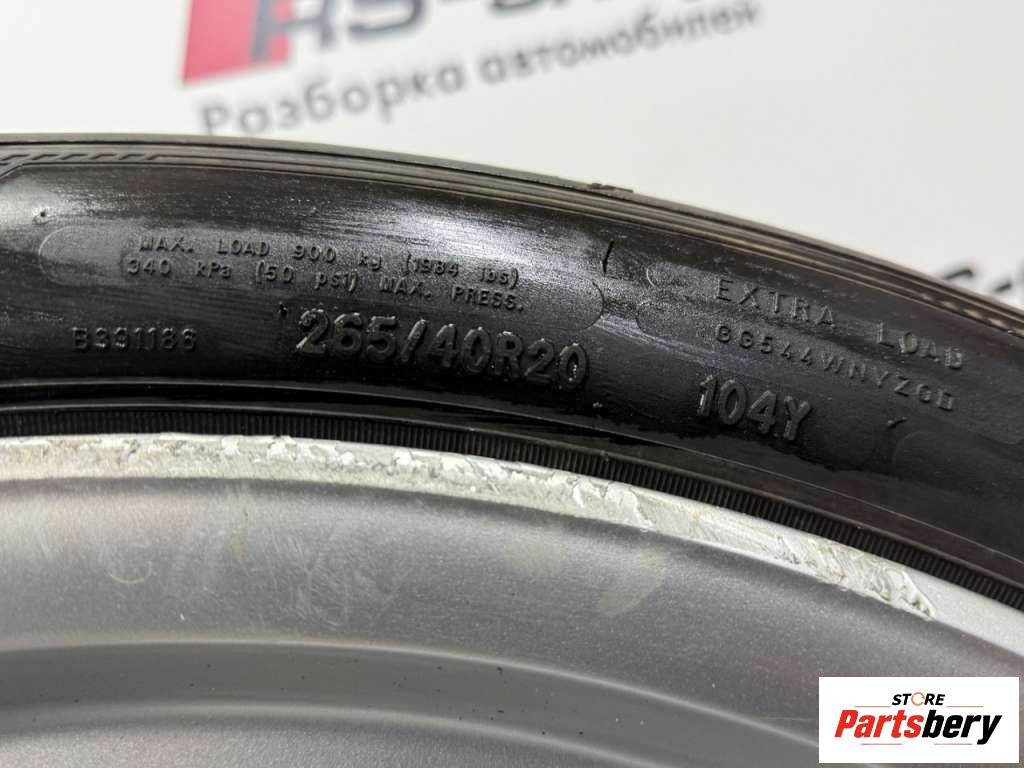 Разборка автомобилей
MAX. LOAD 900 kg (1984 lbs)
340 kPa (50 psi) MAX. PRESS.
EXTRA LOAD
B391186
265/40R20
104Y
STORE
Partsbery